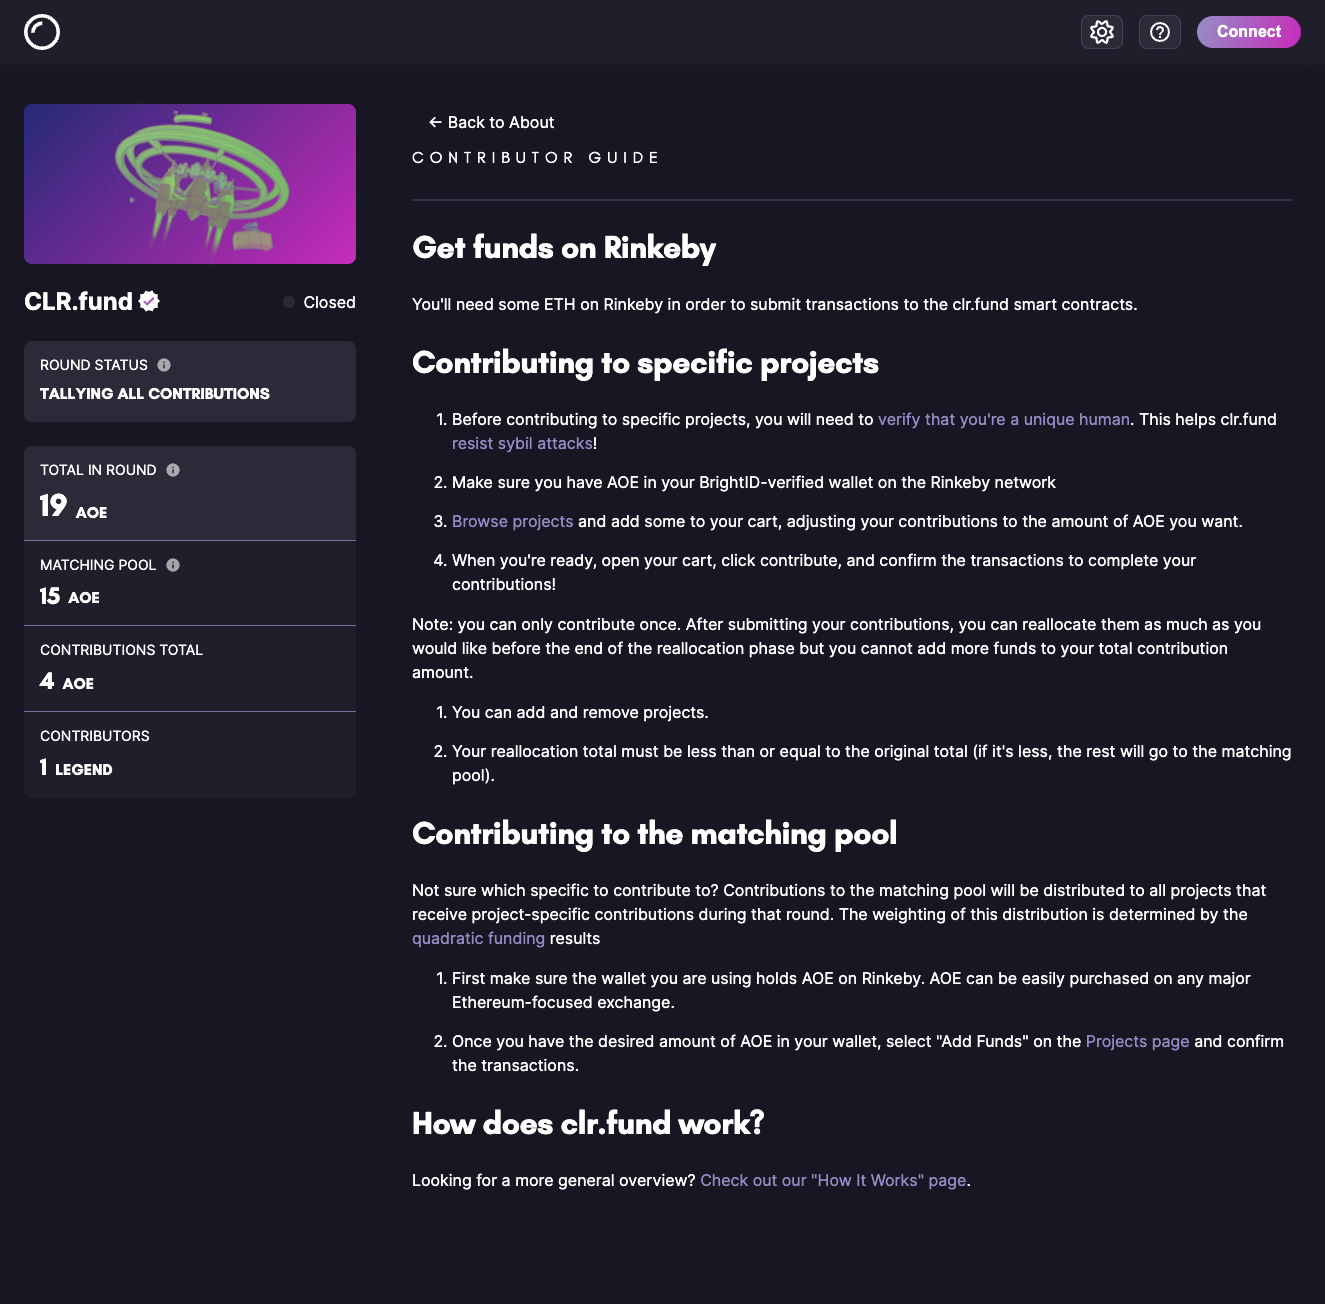 Connect
CLR.fund
Closed
ROUND STATUS
TALLYING ALL CONTRIBUTIONS
TOTAL IN ROUND
19 AOE
MATCHING POOL
15 AOE
CONTRIBUTIONS TOTAL
4 AOE
CONTRIBUTORS
1 LEGEND
← Back to About
CONTRIBUTOR GUIDE
Get funds on Rinkeby
You'll need some ETH on Rinkeby in order to submit transactions to the clr.fund smart contracts.
Contributing to specific projects
1. Before contributing to specific projects, you will need to verify that you're a unique human. This helps clr.fund
resist sybil attacks!
2. Make sure you have AOE in your BrightID-verified wallet on the Rinkeby network
3. Browse projects and add some to your cart, adjusting your contributions to the amount of AOE you want.
4. When you're ready, open your cart, click contribute, and confirm the transactions to complete your
contributions!
Note: you can only contribute once. After submitting your contributions, you can reallocate them as much as you
would like before the end of the reallocation phase but you cannot add more funds to your total contribution
amount.
1. You can add and remove projects.
2. Your reallocation total must be less than or equal to the original total (if it's less, the rest will go to the matching
pool).
Contributing to the matching pool
Not sure which specific to contribute to? Contributions to the matching pool will be distributed to all projects that
receive project-specific contributions during that round. The weighting of this distribution is determined by the
quadratic funding results
1. First make sure the wallet you are using holds AOE on Rinkeby. AOE can be easily purchased on any major
Ethereum-focused exchange.
2. Once you have the desired amount of AOE in your wallet, select "Add Funds" on the Projects page and confirm
the transactions.
How does clr.fund work?
Looking for a more general overview? Check out our "How It Works" page.